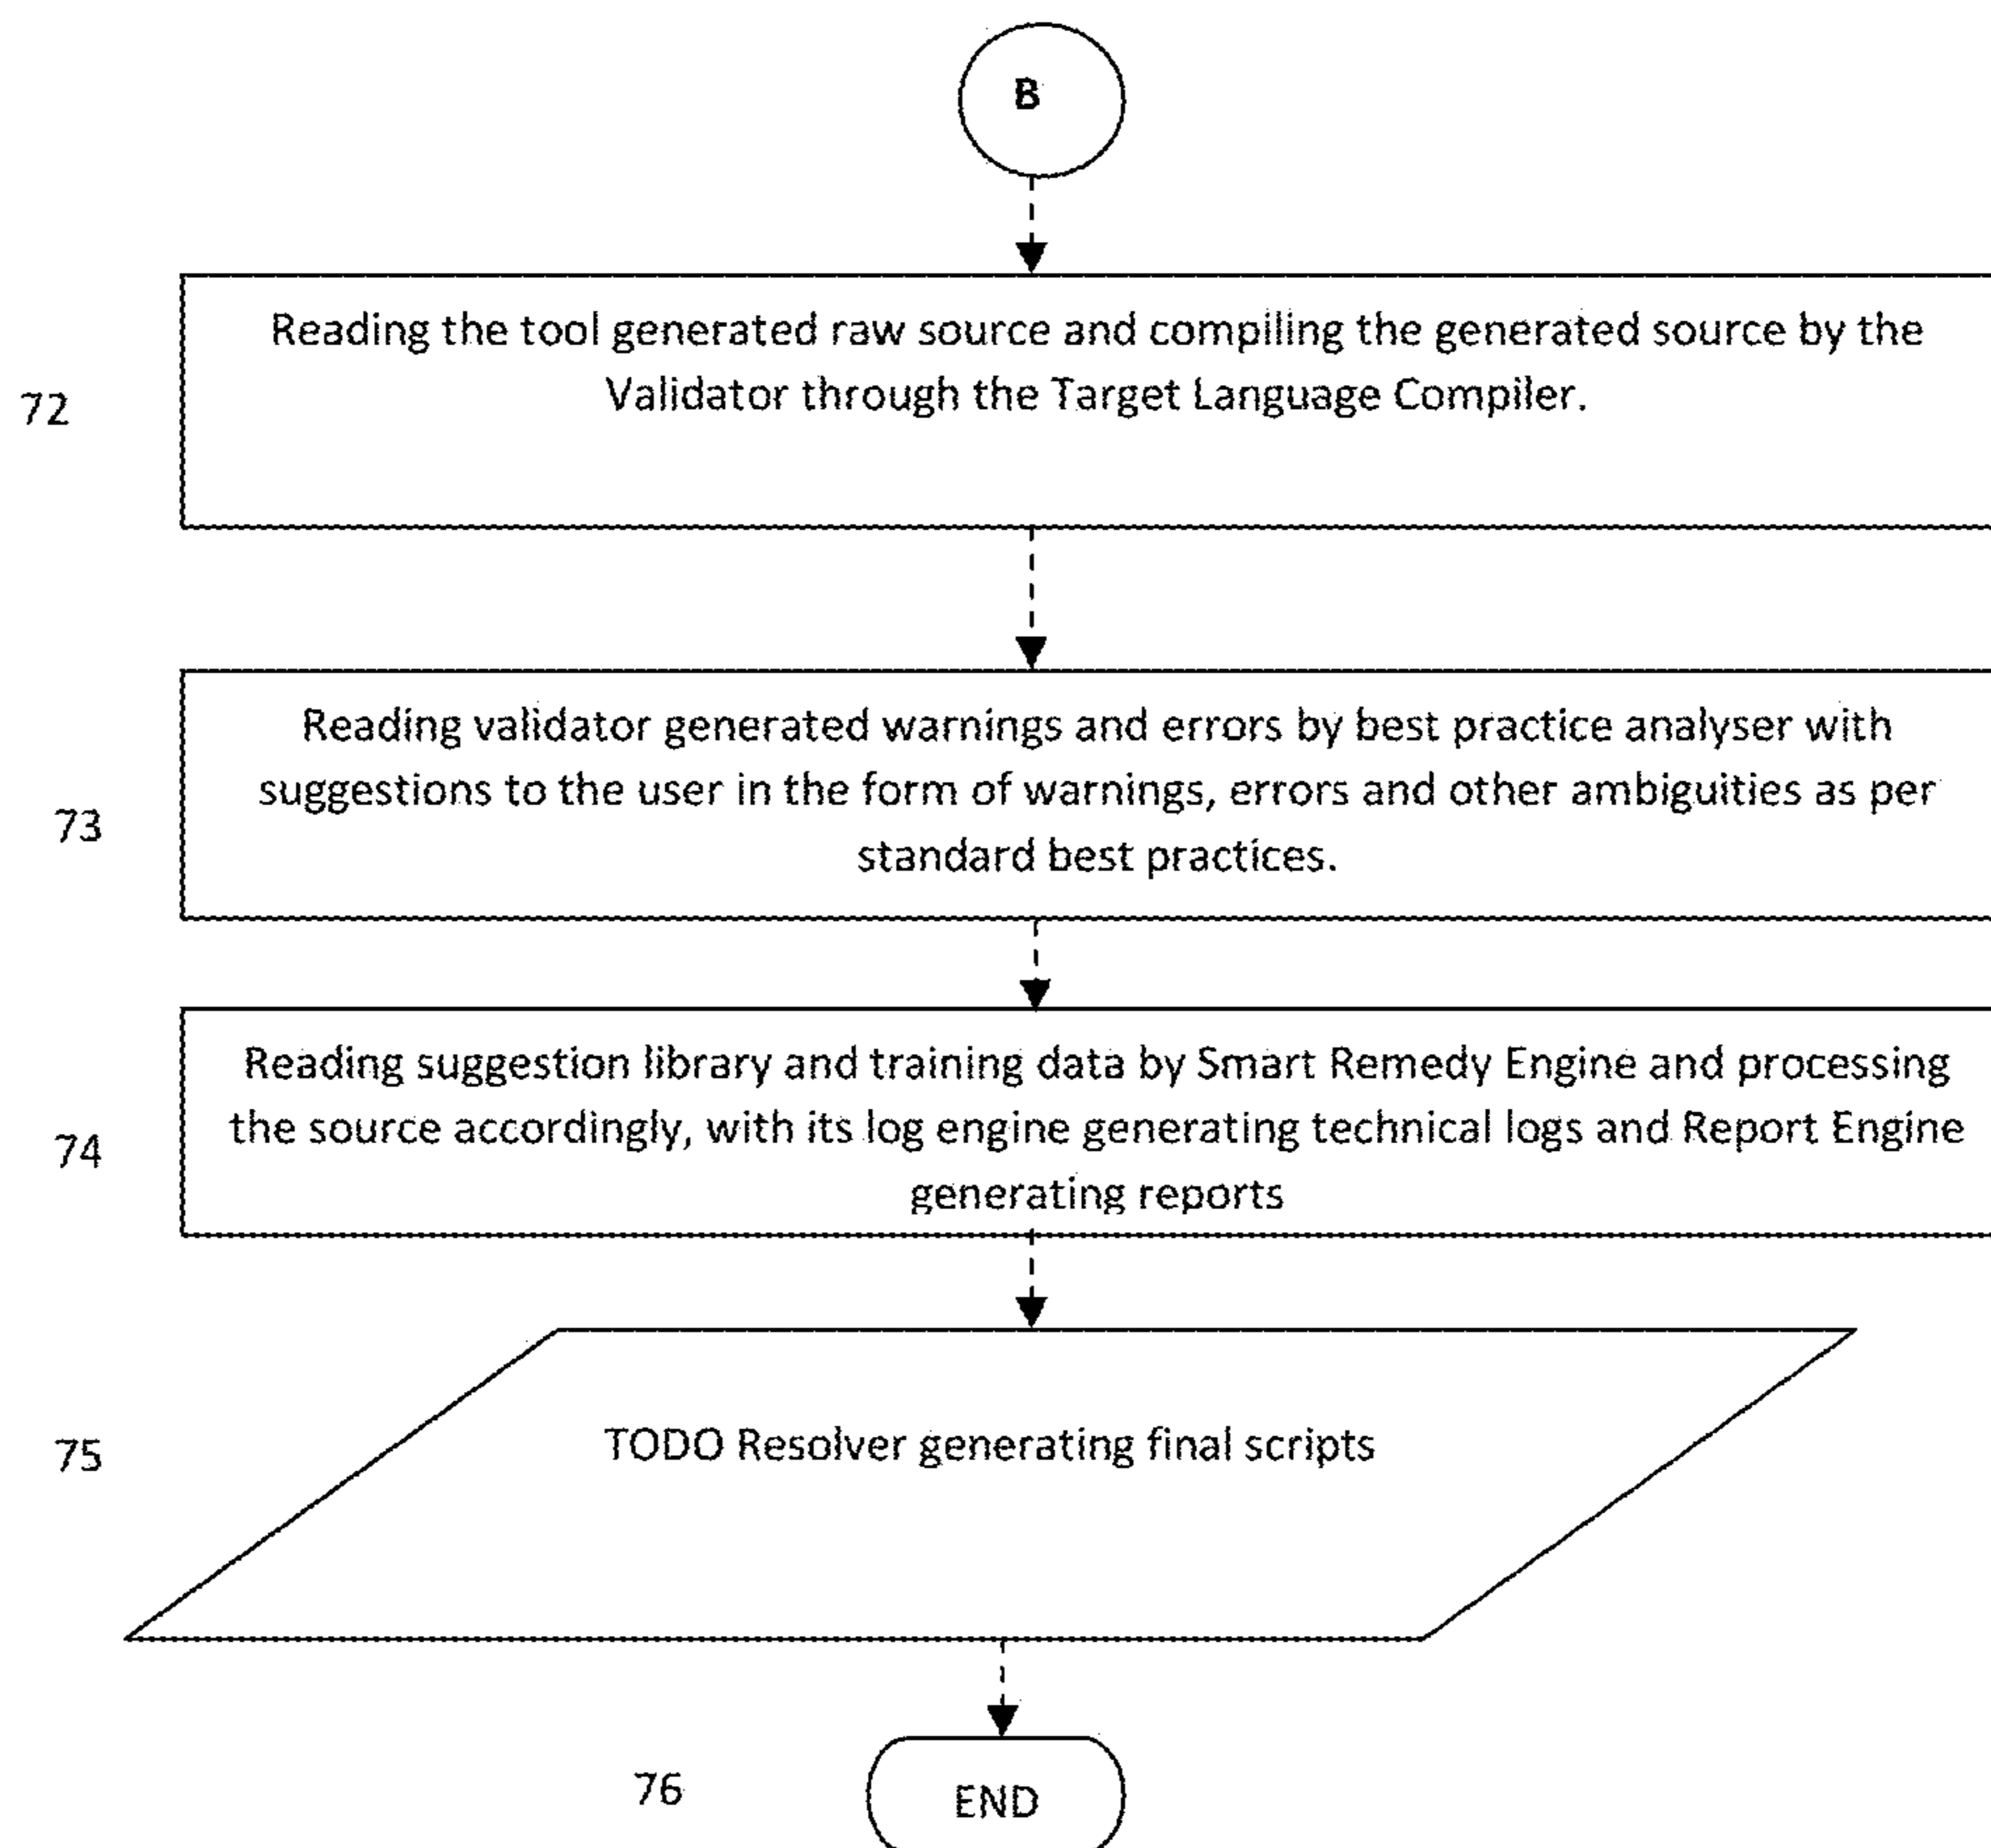 B
Reading the tool generated raw source and compiling the generated source by the
Validator through the Target Language Compiler.
72
Reading validator generated warnings and errors by best practice analyser with
suggestions to the user in the form of warnings, errors and other ambiguities as per
standard best practices.
73
Reading suggestion library and training data by Smart Remedy Engine and processing
the source accordingly, with its log engine generating technical logs and Report Engine
generating reports
74
TODO Resolver generating final scripts
75
76
END